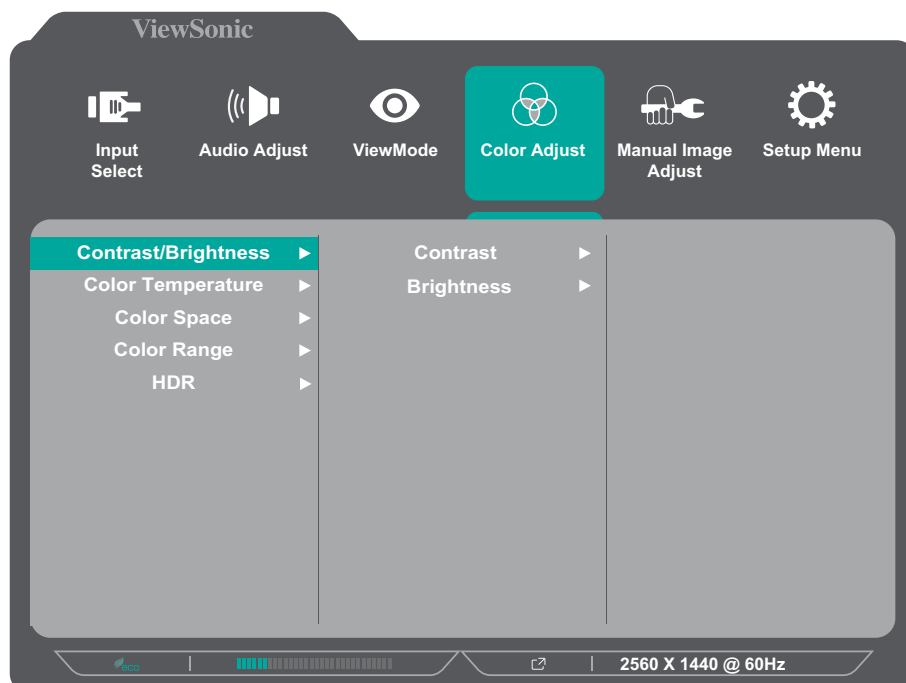 ViewSonic
Input Select
Audio Adjust
ViewMode
Color Adjust
Manual Image Adjust
Setup Menu
Contrast/Brightness
Contrast
Color Temperature
Brightness
Color Space
Color Range
HDR
eco
2560 X 1440 @ 60Hz